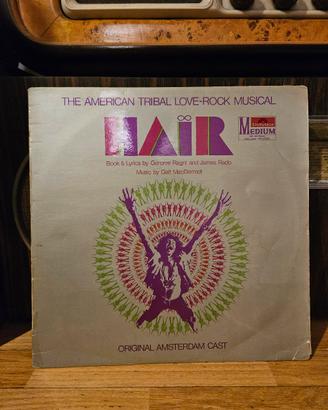 THE AMERICAN TRIBAL LOVE-ROCK MUSICAL
HAIR
MEDIUM
Book & Lyrics by Gerome Ragni and James Rado
Music by Galt MacDermot
ORIGINAL AMSTERDAM CAST